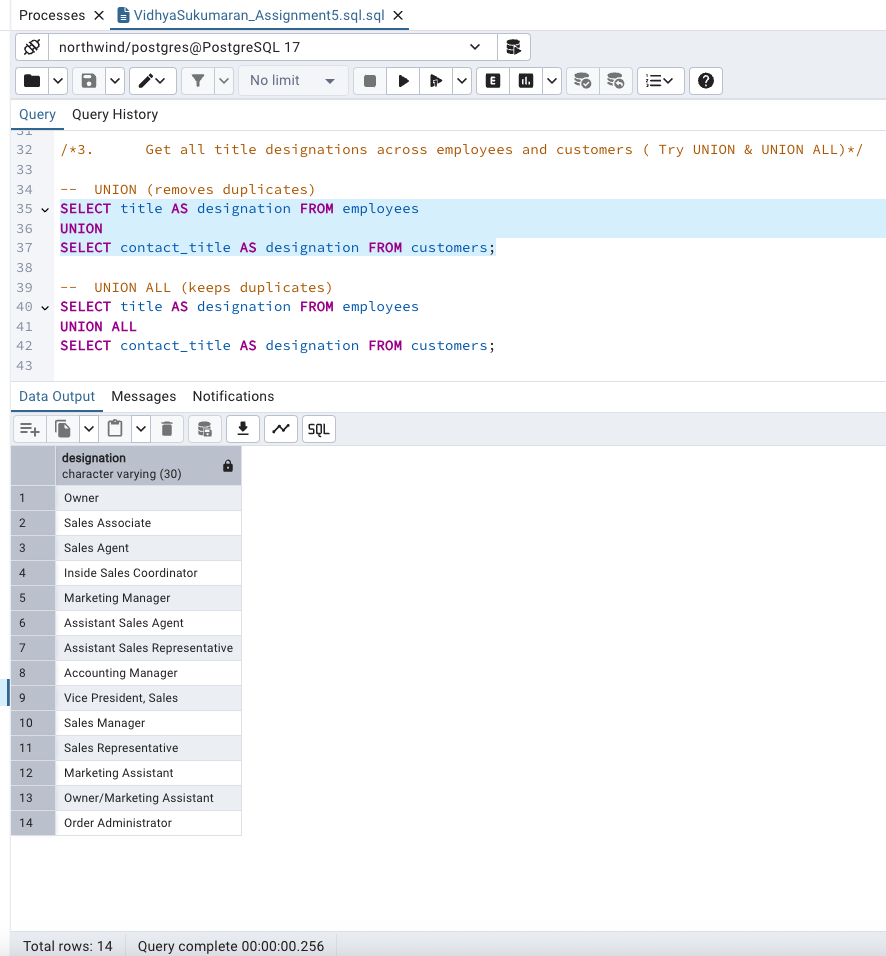 Processes VidhyaSukumaran_Assignment5.sql.sql
northwind/postgres@PostgreSQL 17
No limit E
Query Query History
31
32 /*3. Get all title designations across employees and customers ( Try UNION & UNION ALL)*/
33
34 -- UNION (removes duplicates)
35 SELECT title AS designation FROM employees
36 UNION
37 SELECT contact_title AS designation FROM customers;
38
39 -- UNION ALL (keeps duplicates)
40 SELECT title AS designation FROM employees
41 UNION ALL
42 SELECT contact_title AS designation FROM customers;
43
Data Output Messages Notifications
SQL
designation
character varying (30)
1 Owner
2 Sales Associate
3 Sales Agent
4 Inside Sales Coordinator
5 Marketing Manager
6 Assistant Sales Agent
7 Assistant Sales Representative
8 Accounting Manager
9 Vice President, Sales
10 Sales Manager
11 Sales Representative
12 Marketing Assistant
13 Owner/Marketing Assistant
14 Order Administrator
Total rows: 14 Query complete 00:00:00.256